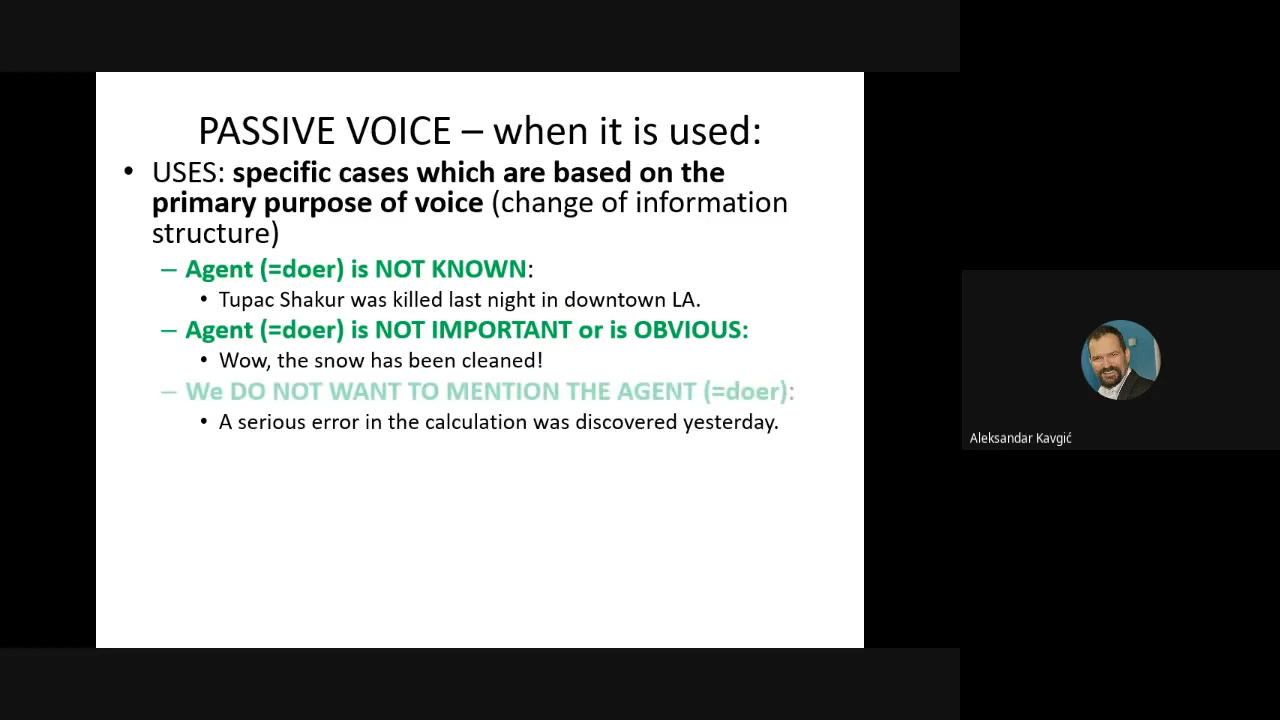 PASSIVE VOICE – when it is used:
• USES: specific cases which are based on the
primary purpose of voice (change of information
structure)
– Agent (=doer) is NOT KNOWN:
• Tupac Shakur was killed last night in downtown LA.
– Agent (=doer) is NOT IMPORTANT or is OBVIOUS:
• Wow, the snow has been cleaned!
– We DO NOT WANT TO MENTION THE AGENT (=doer):
• A serious error in the calculation was discovered yesterday.
Aleksandar Kavgić